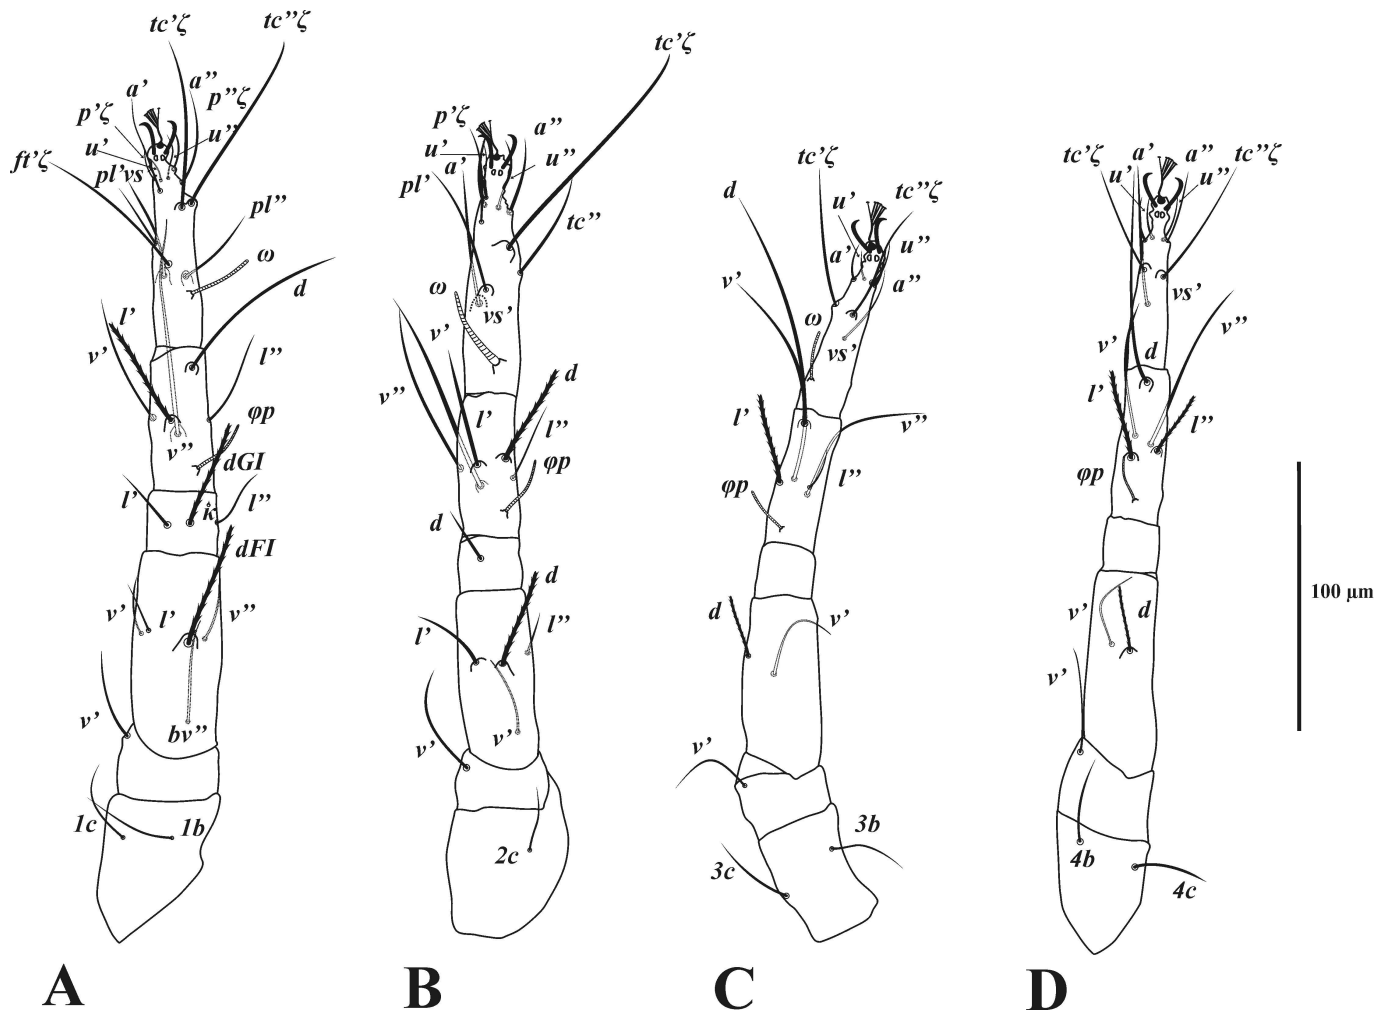 tc’ζ
tc”ζ
a’
a”
p’ζ
p”ζ
u’
u”
ft’ζ
pl’
vs
pl”
ω
d
l’
v’
l”
φp
v”
dGI
l’
κ
l”
dFI
v’
l’
v”
v’
bv”
1c
1b
A
tc’ζ
p’ζ
a”
u’
a’
u”
pl’
tc”
ω
vs’
v’
v”
d
l’
l”
φp
d
d
l’
l”
v’
v’
2c
B
tc’ζ
d
u’
tc”ζ
v’
a’
u”
a”
ω
vs’
l’
v”
l”
φp
d
v’
v’
3b
3c
C
tc’ζ
a’
a”
tc”ζ
u’
u”
vs’
v’
v”
d
l’
l”
φp
v’
d
v’
4b
4c
D
100 μm